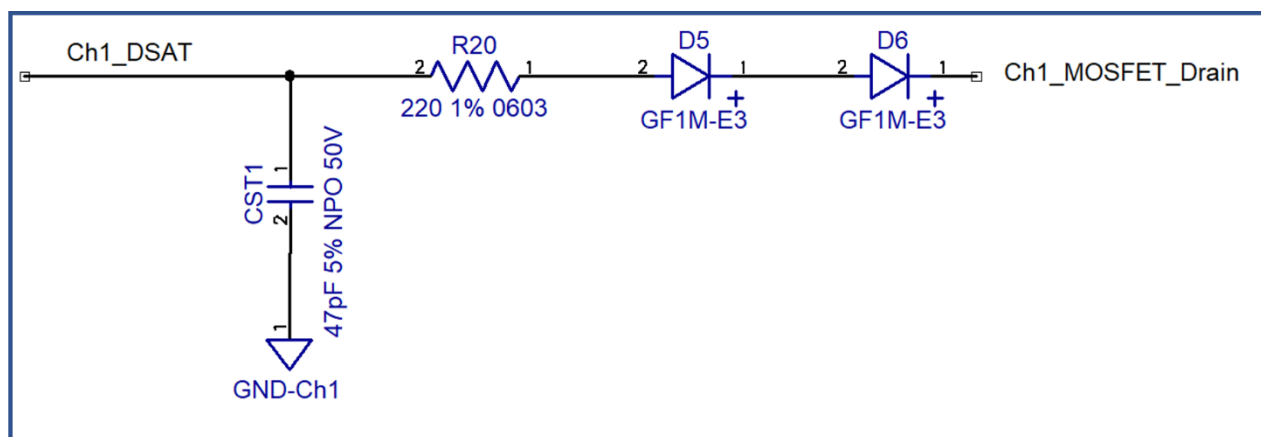 Ch1_DSAT
R20
2 1
220 1% 0603
D5
2 1
+
GF1M-E3
D6
2 1
+
GF1M-E3
Ch1_MOSFET_Drain
CST1
1
2
47pF 5% NPO 50V
1
GND-Ch1